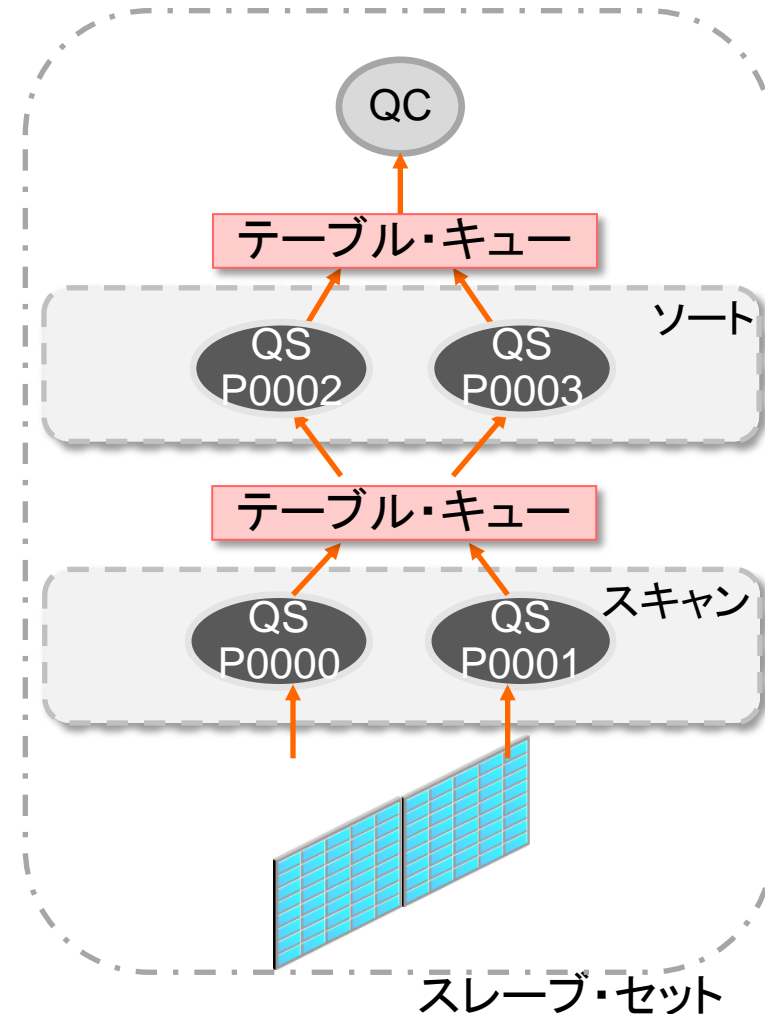 QC
テーブル・キュー
ソート
QS
P0002
QS
P0003
テーブル・キュー
スキャン
QS
P0000
QS
P0001
スレーブ・セット